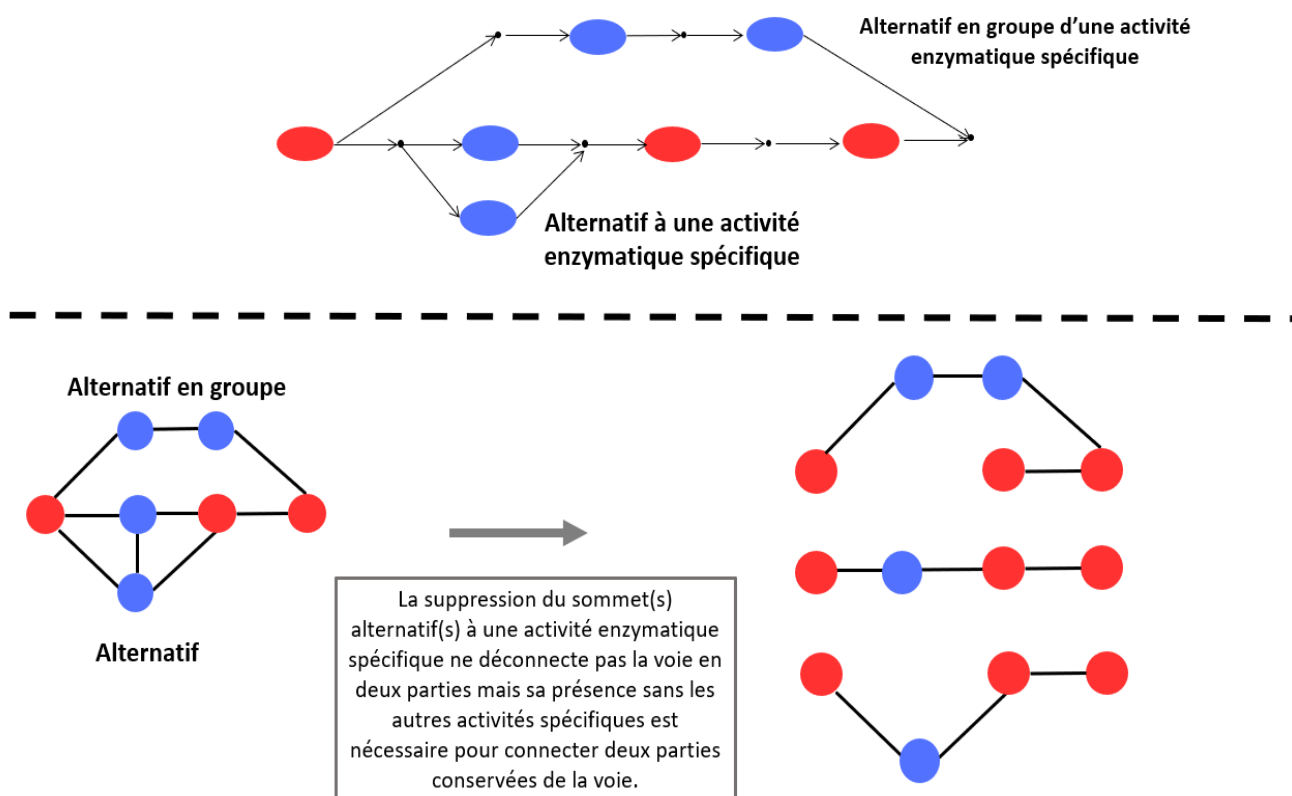 Alternatif en groupe d’une activité
enzymatique spécifique
Alternatif à une activité
enzymatique spécifique
Alternatif en groupe
Alternatif
La suppression du sommet(s)
alternatif(s) à une activité enzymatique
spécifique ne déconnecte pas la voie en
deux parties mais sa présence sans les
autres activités spécifiques est
nécessaire pour connecter deux parties
conservées de la voie.